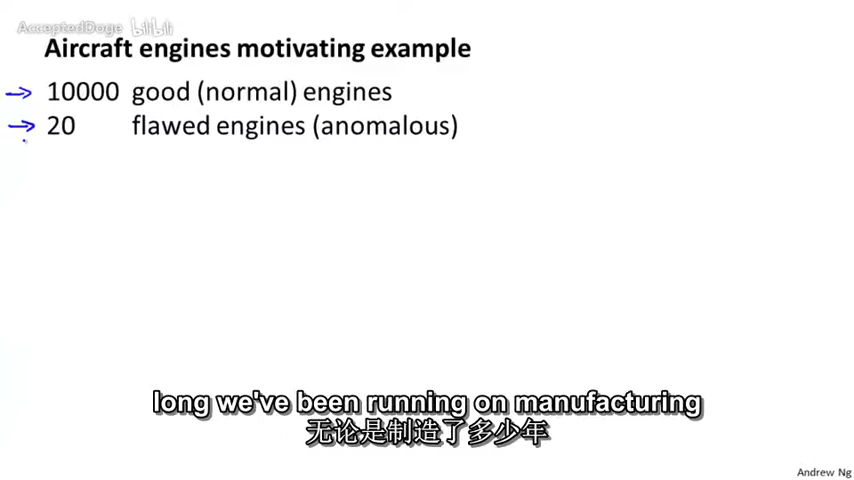 AcceptedDoge bilibili
Aircraft engines motivating example
10000 good (normal) engines
20 flawed engines (anomalous)
long we've been running on manufacturing
无论是制造了多少年
Andrew Ng